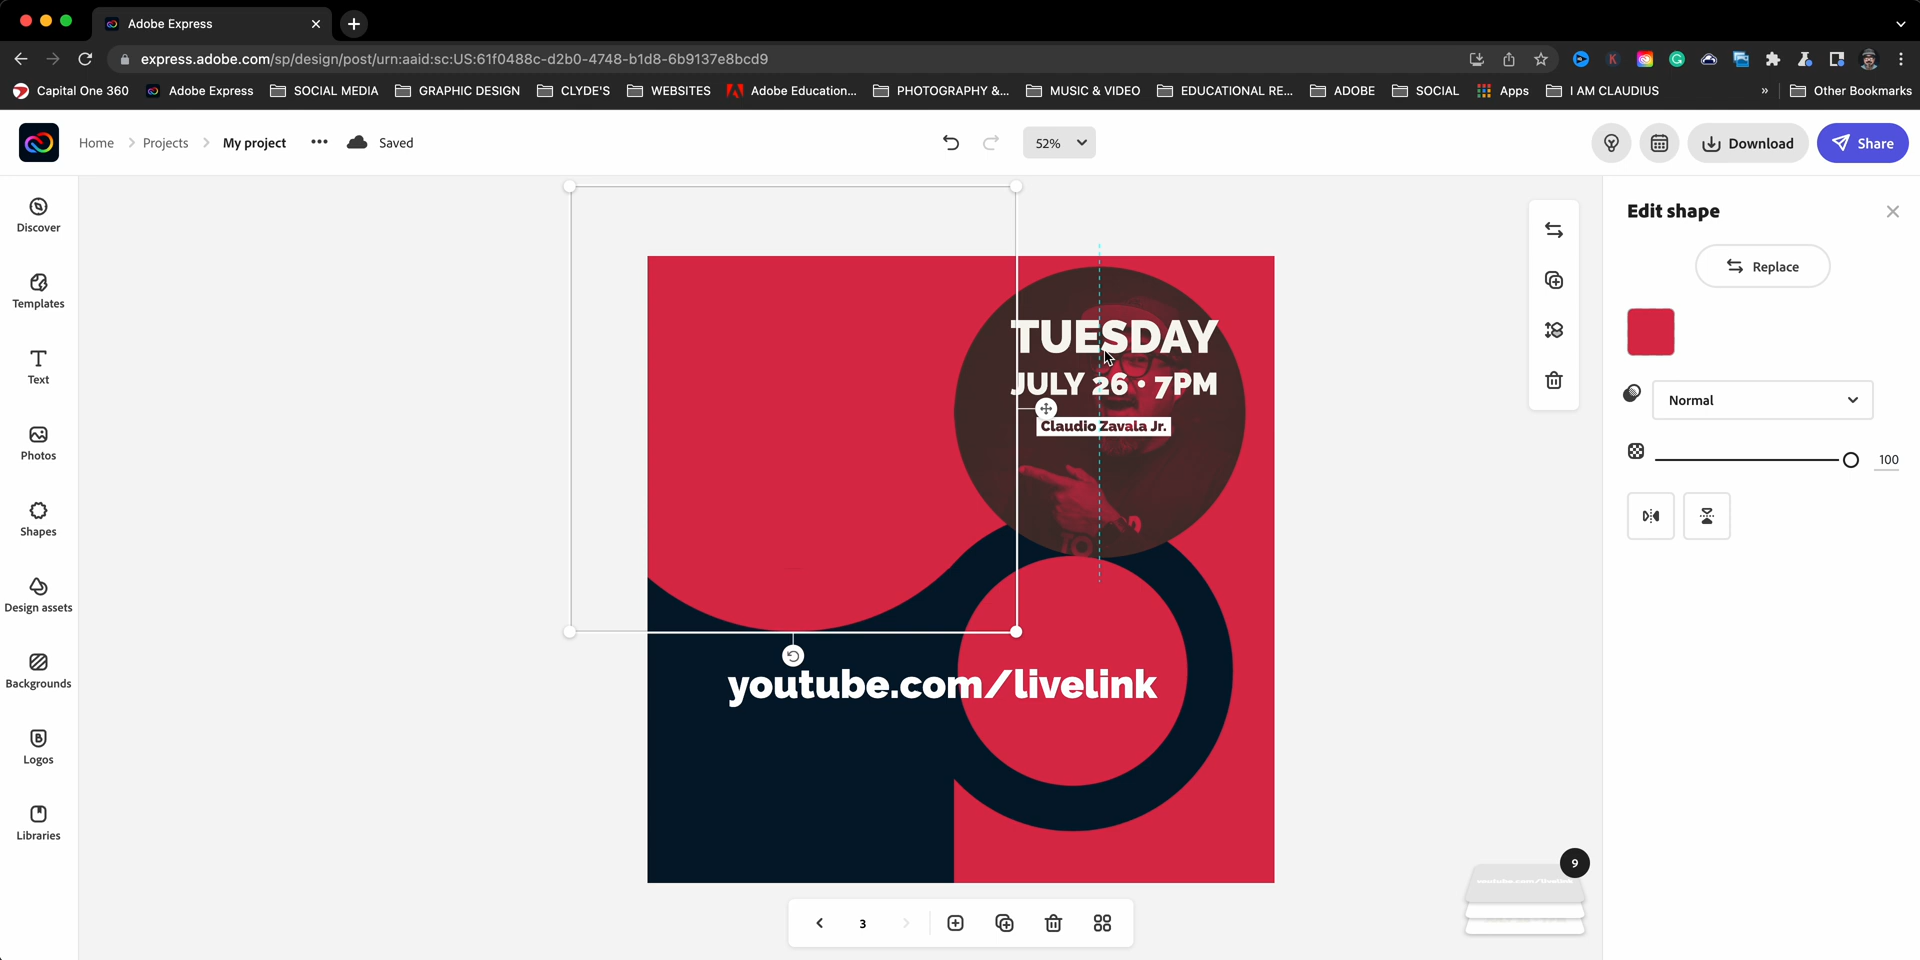 Adobe Express
express.adobe.com/sp/design/post/urn:aaid:sc:US:61f0488c-d2b0-4748-b1d8-6b9137e8bcd9
Capital One 360
Adobe Express
SOCIAL MEDIA
GRAPHIC DESIGN
CLYDE'S
WEBSITES
Adobe Education...
PHOTOGRAPHY &...
MUSIC & VIDEO
EDUCATIONAL RE...
ADOBE
SOCIAL
Apps
I AM CLAUDIUS
»
Other Bookmarks
Home
Projects
My project
Saved
52%
Download
Share
Discover
Templates
Text
Photos
Shapes
Design assets
Backgrounds
Logos
Libraries
TUESDAY
JULY 26 • 7PM
Claudio Zavala Jr.
youtube.com/livelink
Edit shape
Replace
Normal
100
9
youtube.com/livelink
3